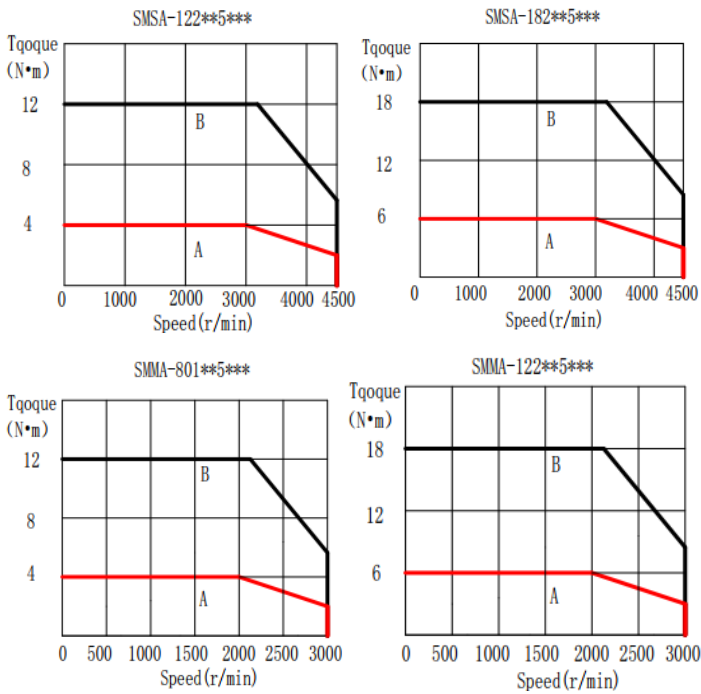 SMSA-122**5***
Tqoque
(N•m)
12
8
4
B
A
0 1000 2000 3000 4000 4500
Speed(r/min)
SMSA-182**5***
Tqoque
(N•m)
18
12
6
B
A
0 1000 2000 3000 4000 4500
Speed(r/min)
SMMA-801**5***
Tqoque
(N•m)
12
8
4
B
A
0 500 1000 1500 2000 2500 3000
Speed(r/min)
SMMA-122**5***
Tqoque
(N•m)
18
12
6
B
A
0 500 1000 1500 2000 2500 3000
Speed(r/min)